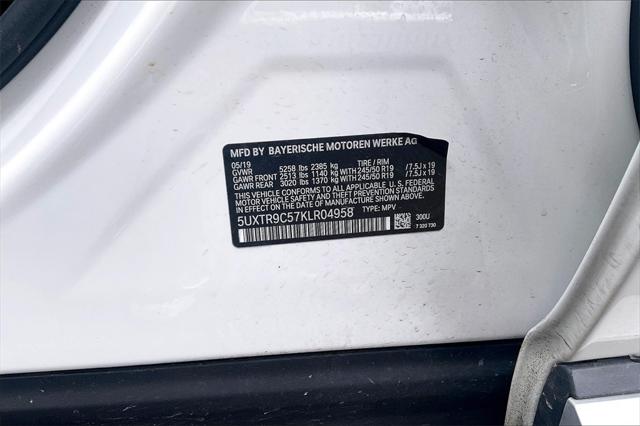 MFD BY BAYERISCHE MOTOREN WERKE AG
05/19
GVWR 5258 lbs 2385 kg TIRE / RIM
GAWR FRONT 2513 lbs 1140 kg WITH 245/50 R19 / 7.5J x 19
GAWR REAR 3020 lbs 1370 kg WITH 245/50 R19 / 7.5J x 19
THIS VEHICLE CONFORMS TO ALL APPLICABLE U.S. FEDERAL
MOTOR VEHICLE SAFETY STANDARDS IN EFFECT ON THE
DATE OF MANUFACTURE SHOWN ABOVE.
5UXTR9C57KLR04958 TYPE: MPV
300U
7 320 730